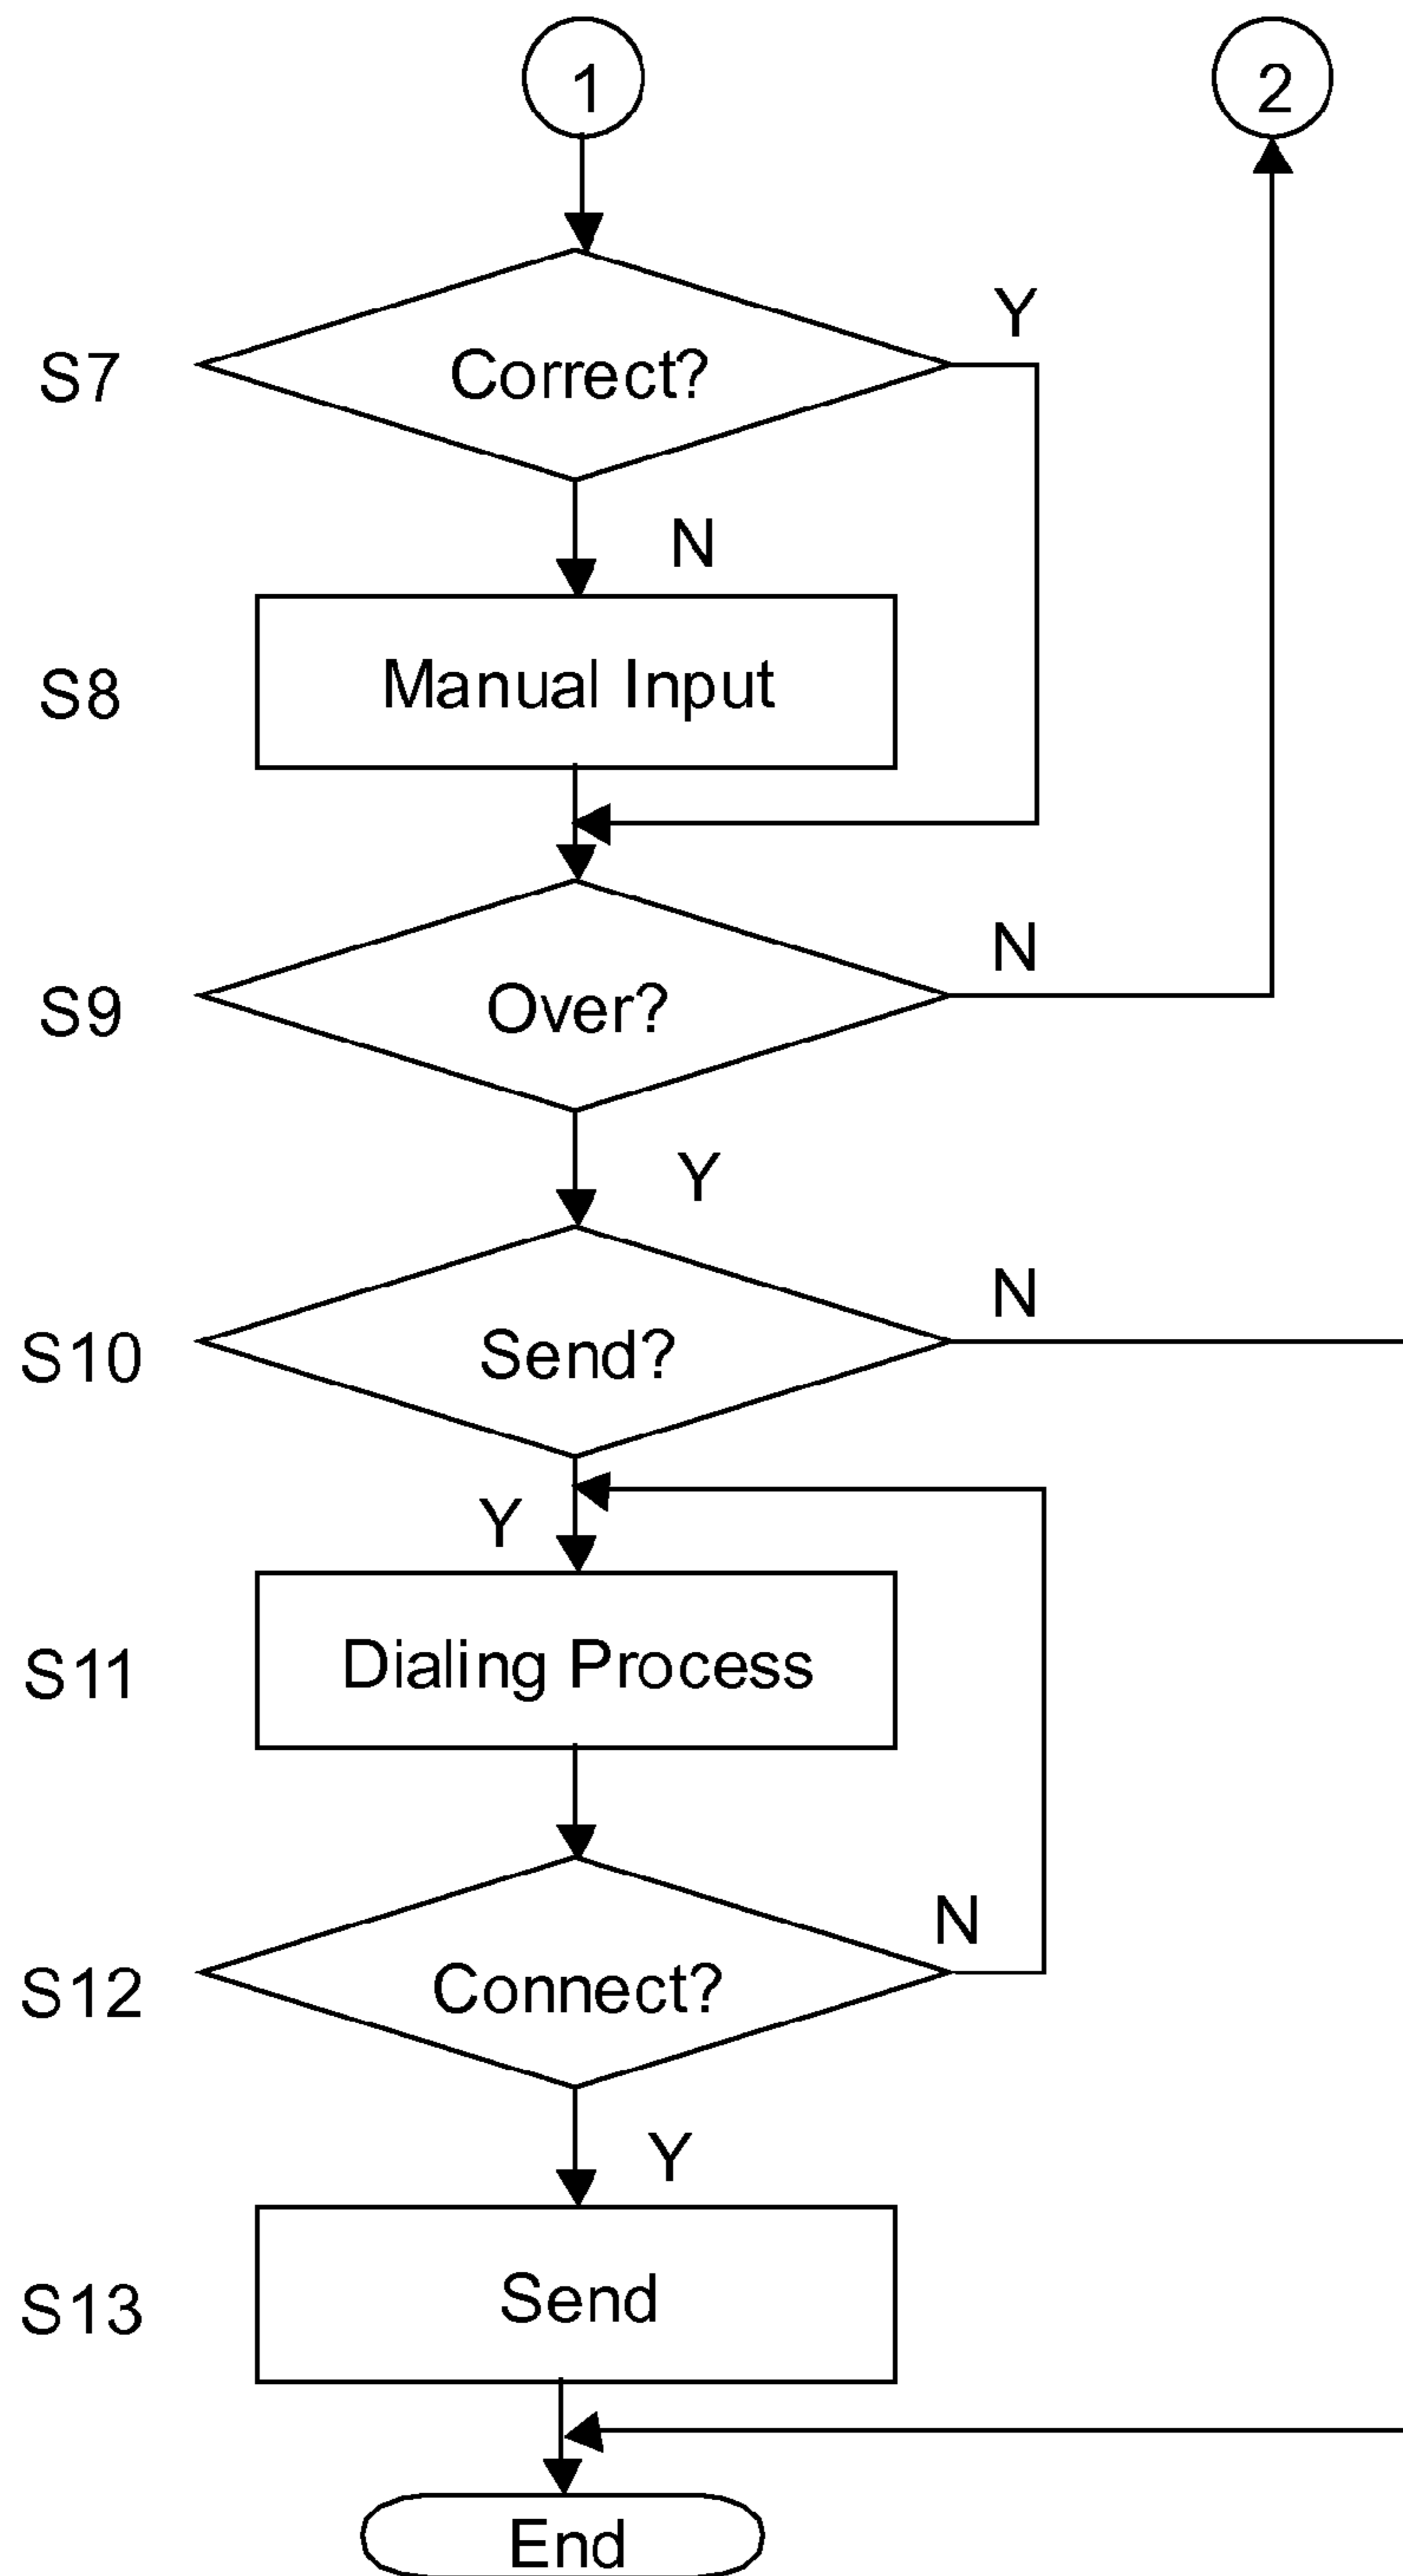 1
2
S7
Correct?
Y
N
S8
Manual Input
S9
Over?
N
Y
S10
Send?
N
Y
S11
Dialing Process
S12
Connect?
N
Y
S13
Send
End